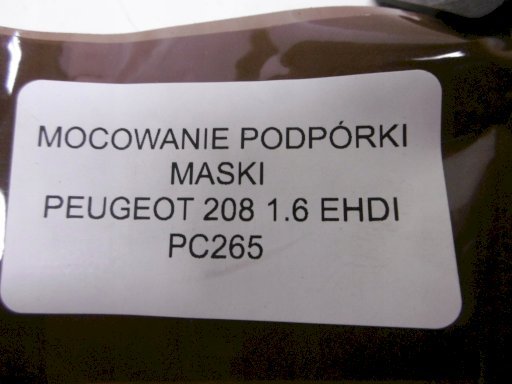 MOCOWANIE PODPÓRKI
MASKI
PEUGEOT 208 1.6 EHDI
PC265